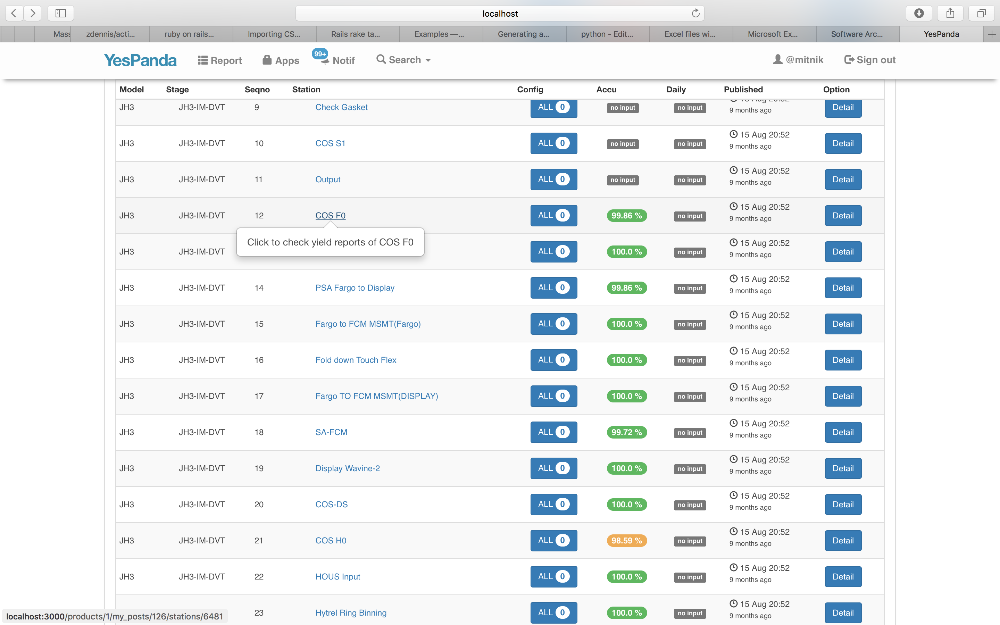 localhost
Mass zdennis/acti... ruby on rails... Importing CS... Rails rake ta... Examples —... Generating a... python - Edit... Excel files wi... Microsoft Ex... Software Arc... YesPanda
YesPanda Report Apps 99+ Notif Search @mitnik Sign out
Model Stage Seqno Station Config Accu Daily Published Option
JH3 JH3-IM-DVT 9 Check Gasket ALL 0 no input no input 15 Aug 20:52 Detail
9 months ago
JH3 JH3-IM-DVT 10 COS S1 ALL 0 no input no input 15 Aug 20:52 Detail
9 months ago
JH3 JH3-IM-DVT 11 Output ALL 0 no input no input 15 Aug 20:52 Detail
9 months ago
JH3 JH3-IM-DVT 12 COS F0 ALL 0 99.86 % no input 15 Aug 20:52 Detail
9 months ago
Click to check yield reports of COS F0
JH3 JH3-IM-DVT ALL 0 100.0 % no input 15 Aug 20:52 Detail
9 months ago
JH3 JH3-IM-DVT 14 PSA Fargo to Display ALL 0 99.86 % no input 15 Aug 20:52 Detail
9 months ago
JH3 JH3-IM-DVT 15 Fargo to FCM MSMT(Fargo) ALL 0 100.0 % no input 15 Aug 20:52 Detail
9 months ago
JH3 JH3-IM-DVT 16 Fold down Touch Flex ALL 0 100.0 % no input 15 Aug 20:52 Detail
9 months ago
JH3 JH3-IM-DVT 17 Fargo TO FCM MSMT(DISPLAY) ALL 0 100.0 % no input 15 Aug 20:52 Detail
9 months ago
JH3 JH3-IM-DVT 18 SA-FCM ALL 0 99.72 % no input 15 Aug 20:52 Detail
9 months ago
JH3 JH3-IM-DVT 19 Display Wavine-2 ALL 0 100.0 % no input 15 Aug 20:52 Detail
9 months ago
JH3 JH3-IM-DVT 20 COS-DS ALL 0 100.0 % no input 15 Aug 20:52 Detail
9 months ago
JH3 JH3-IM-DVT 21 COS H0 ALL 0 98.59 % no input 15 Aug 20:52 Detail
9 months ago
JH3 JH3-IM-DVT 22 HOUS Input ALL 0 100.0 % no input 15 Aug 20:52 Detail
9 months ago
23 Hytrel Ring Binning ALL 0 100.0 % no input 15 Aug 20:52 Detail
9 months ago
localhost:3000/products/1/my_posts/126/stations/6481